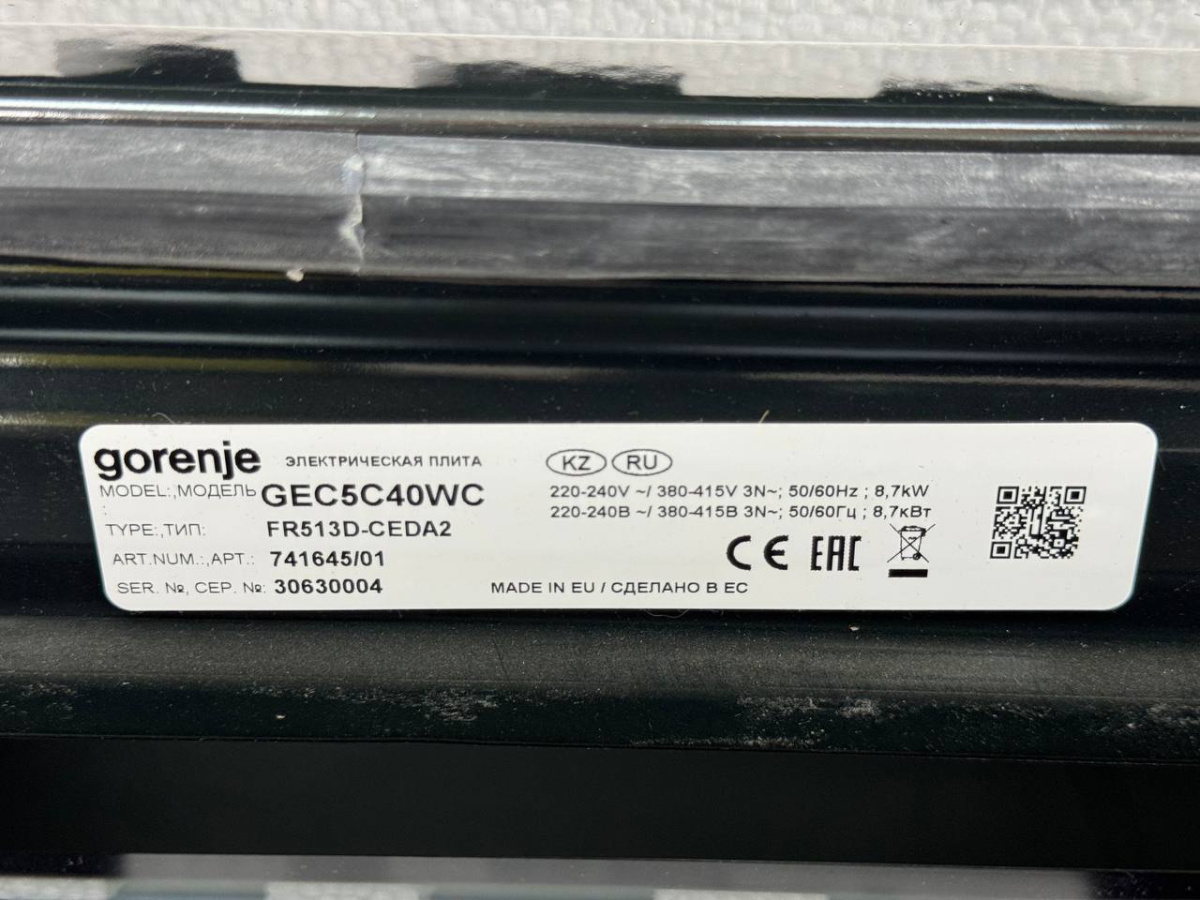 gorenje ЭЛЕКТРИЧЕСКАЯ ПЛИТА KZ RU
MODEL:,МОДЕЛЬ: GEC5C40WC
220-240V ~/ 380-415V 3N~; 50/60Hz ; 8,7kW
220-240В ~/ 380-415В 3N~; 50/60Гц ; 8,7кВт
TYPE:,ТИП: FR513D-CEDA2
ART.NUM.:,АРТ.: 741645/01
CE EAC
SER. №, СЕР. №: 30630004
MADE IN EU / СДЕЛАНО В ЕС